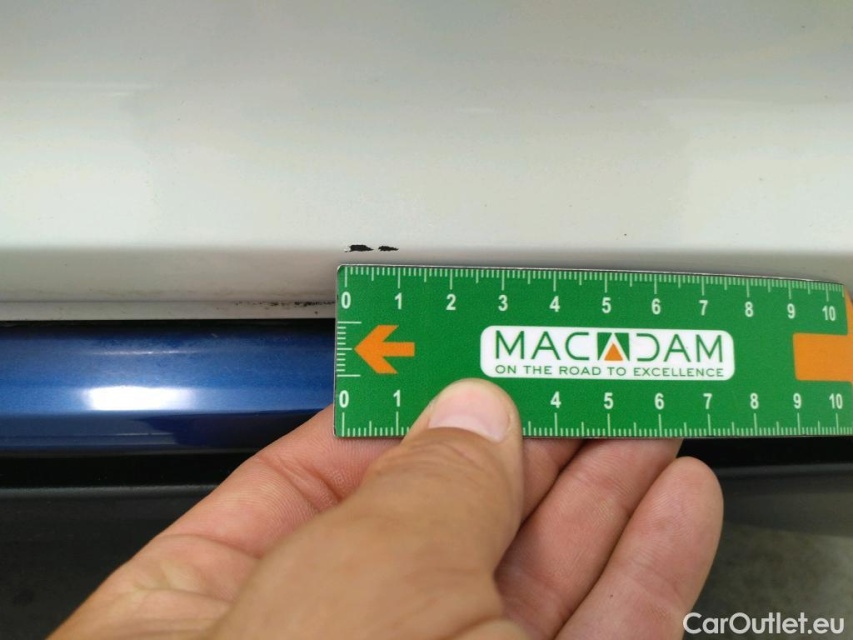 0 1 2 3 4 5 6 7 8 9 10
MACADAM
ON THE ROAD TO EXCELLENCE
0 1 4 5 6 7 8 9 10
CarOutlet.eu